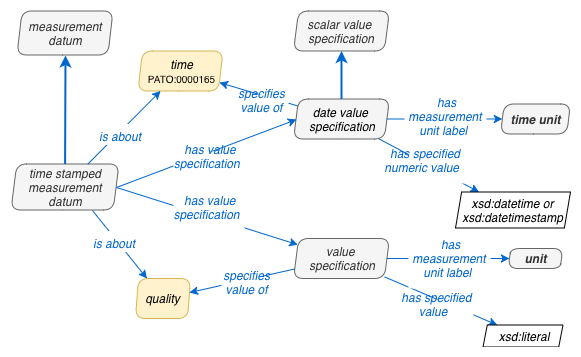 measurement
datum
scalar value
specification
time
PATO:0000165
specifies
value of
date value
specification
has
measurement
unit label
time unit
is about
has value
specification
has specified
numeric value
time stamped
measurement
datum
has value
specification
xsd:datetime or
xsd:datetimestamp
is about
value
specification
has
measurement
unit label
unit
specifies
value of
quality
has specified
value
xsd:literal